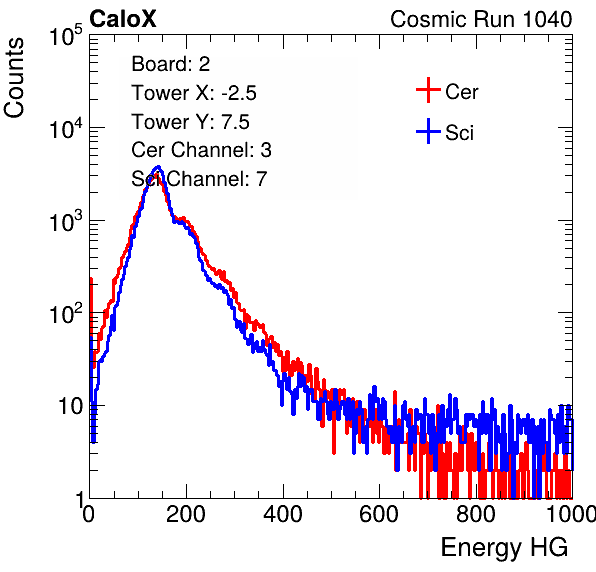 CaloX
Cosmic Run 1040
Counts
Board: 2
Tower X: -2.5
Tower Y: 7.5
Cer Channel: 3
Sci Channel: 7
Cer
Sci
10^5
10^4
10^3
10^2
10
1
0 200 400 600 800 1000
Energy HG